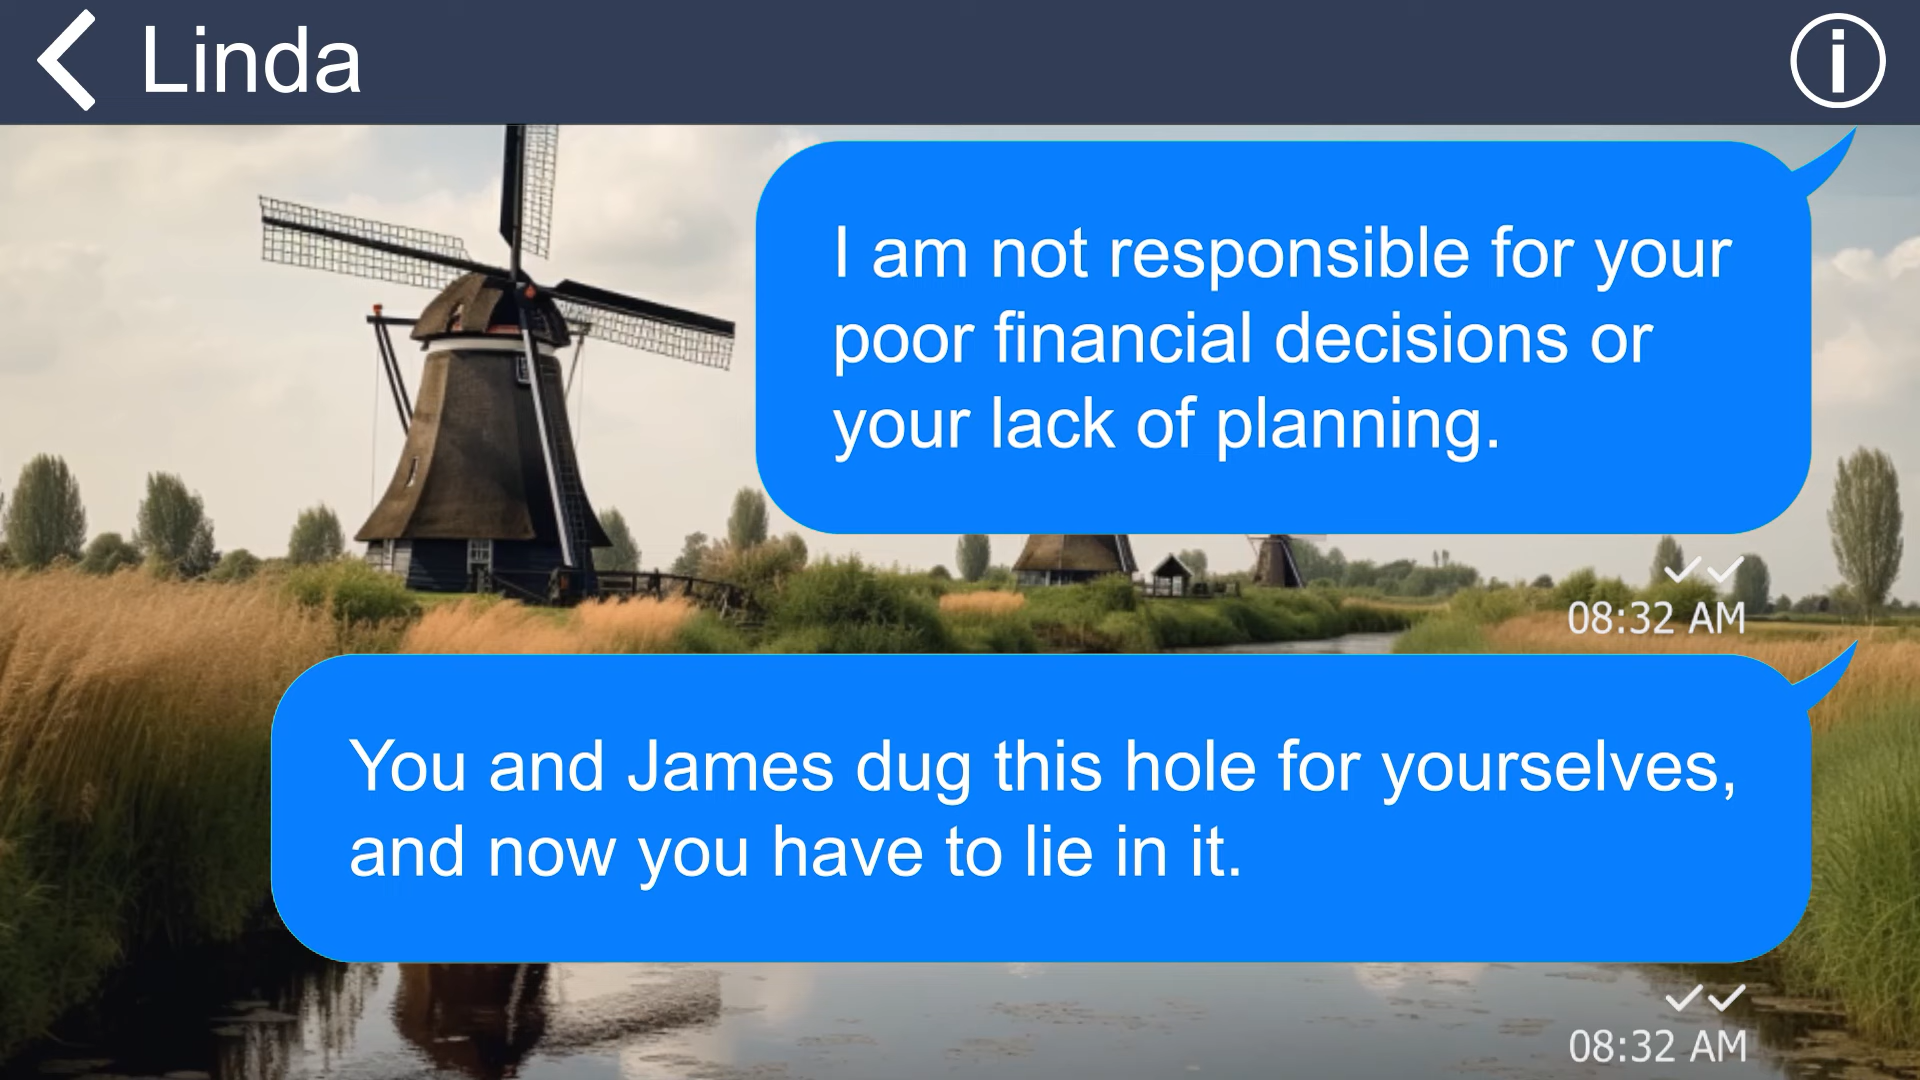 Linda
I am not responsible for your
poor financial decisions or
your lack of planning.
08:32 AM
You and James dug this hole for yourselves,
and now you have to lie in it.
08:32 AM